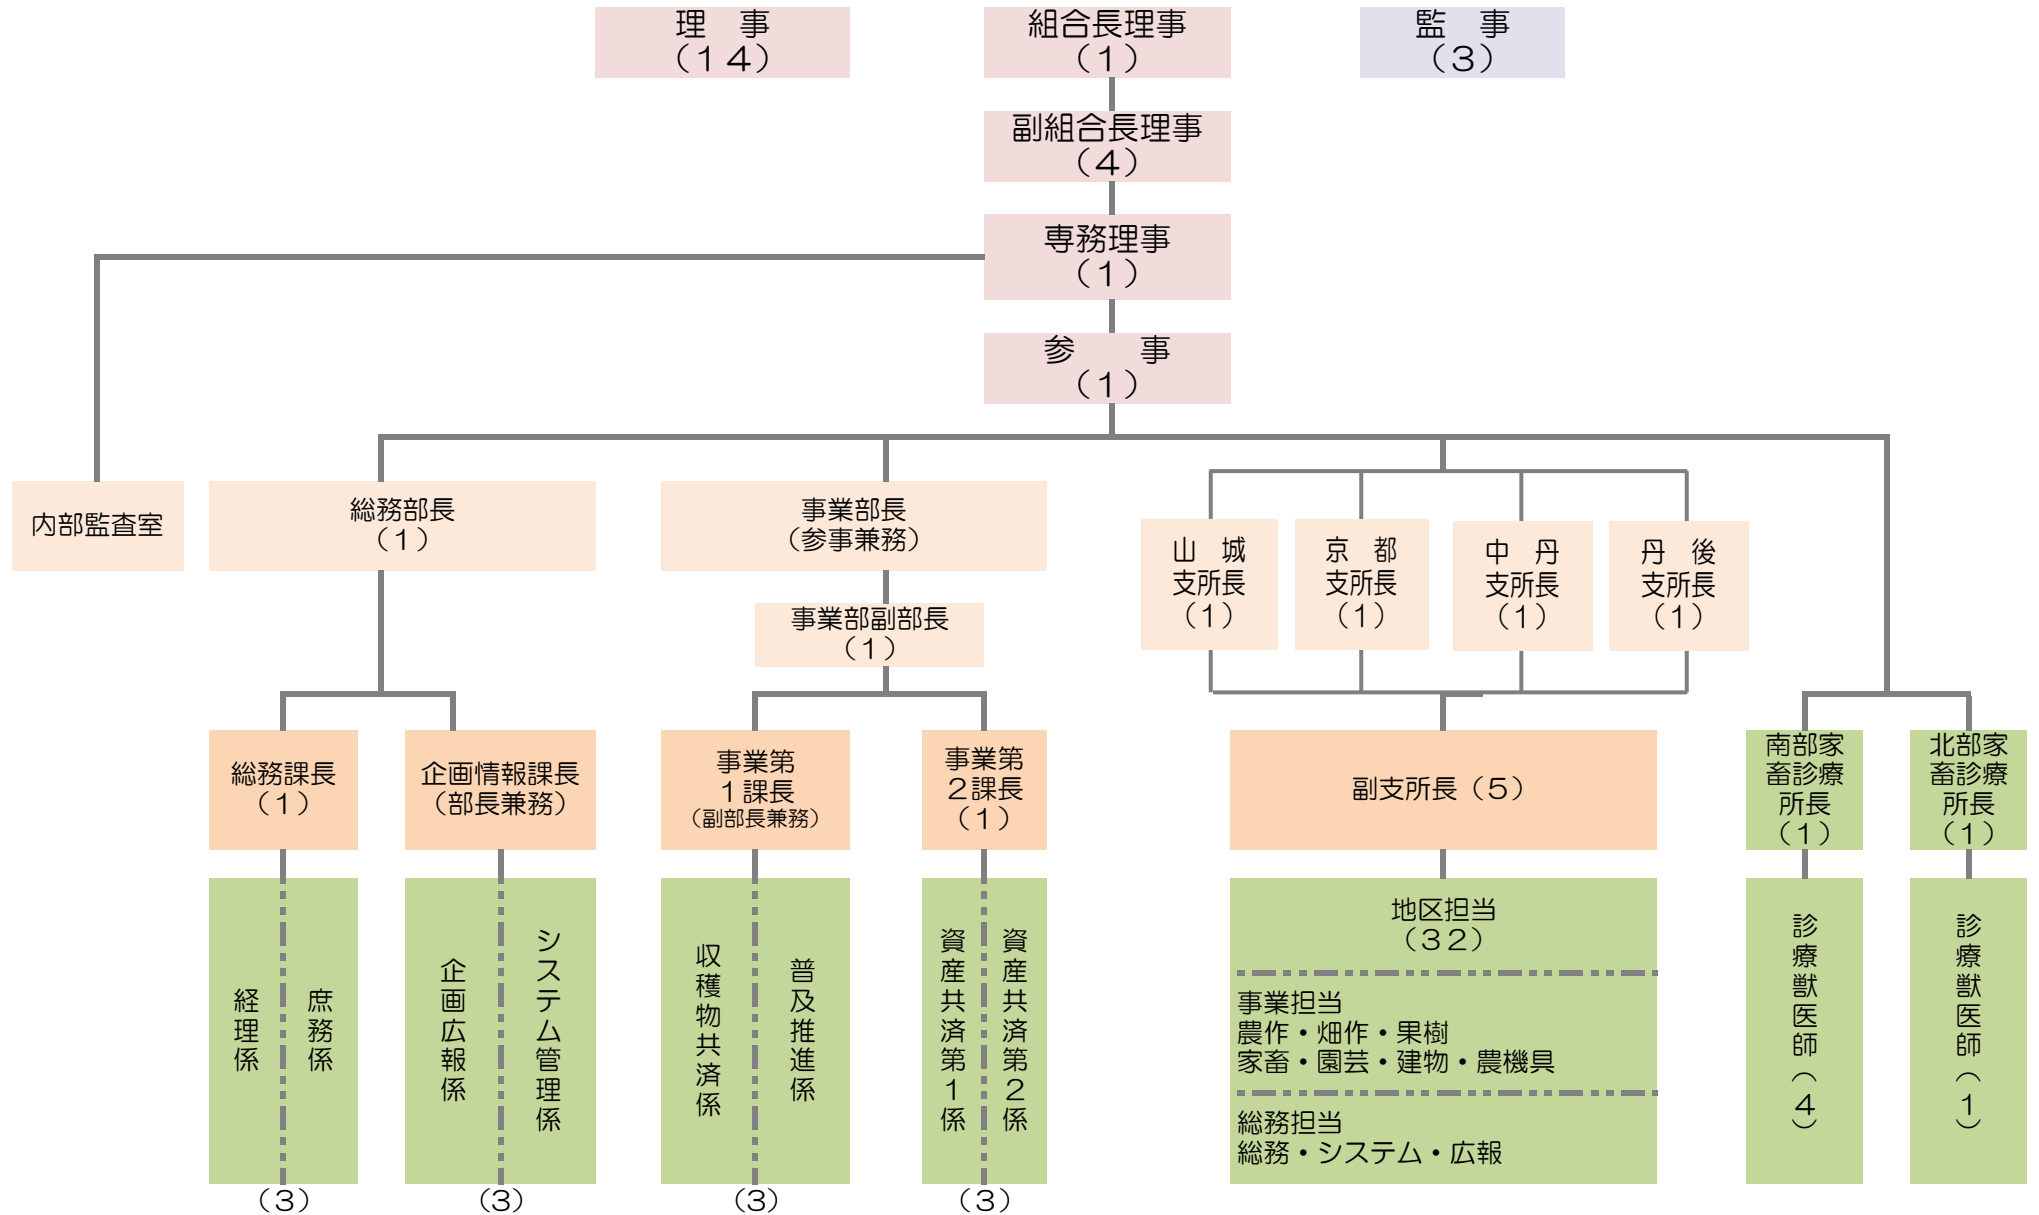 理　事
（１４）
組合長理事
（１）
監　事
（３）
副組合長理事
（４）
専務理事
（１）
参　　事
（１）
内部監査室
総務部長
（１）
事業部長
（参事兼務）
事業部副部長
（１）
山　城
支所長
（１）
京　都
支所長
（１）
中　丹
支所長
（１）
丹　後
支所長
（１）
総務課長
（１）
企画情報課長
（部長兼務）
事業第
１課長
（副部長兼務）
事業第
２課長
（１）
副支所長（５）
南部家
畜診療
所長
（１）
北部家
畜診療
所長
（１）
経理係
庶務係
（３）
企画広報係
システム管理係
（３）
収穫物共済係
普及推進係
（３）
資産共済第１係
資産共済第２係
（３）
地区担当
（３２）
事業担当
農作・畑作・果樹
家畜・園芸・建物・農機具
総務担当
総務・システム・広報
診療獣医師（４）
診療獣医師（１）